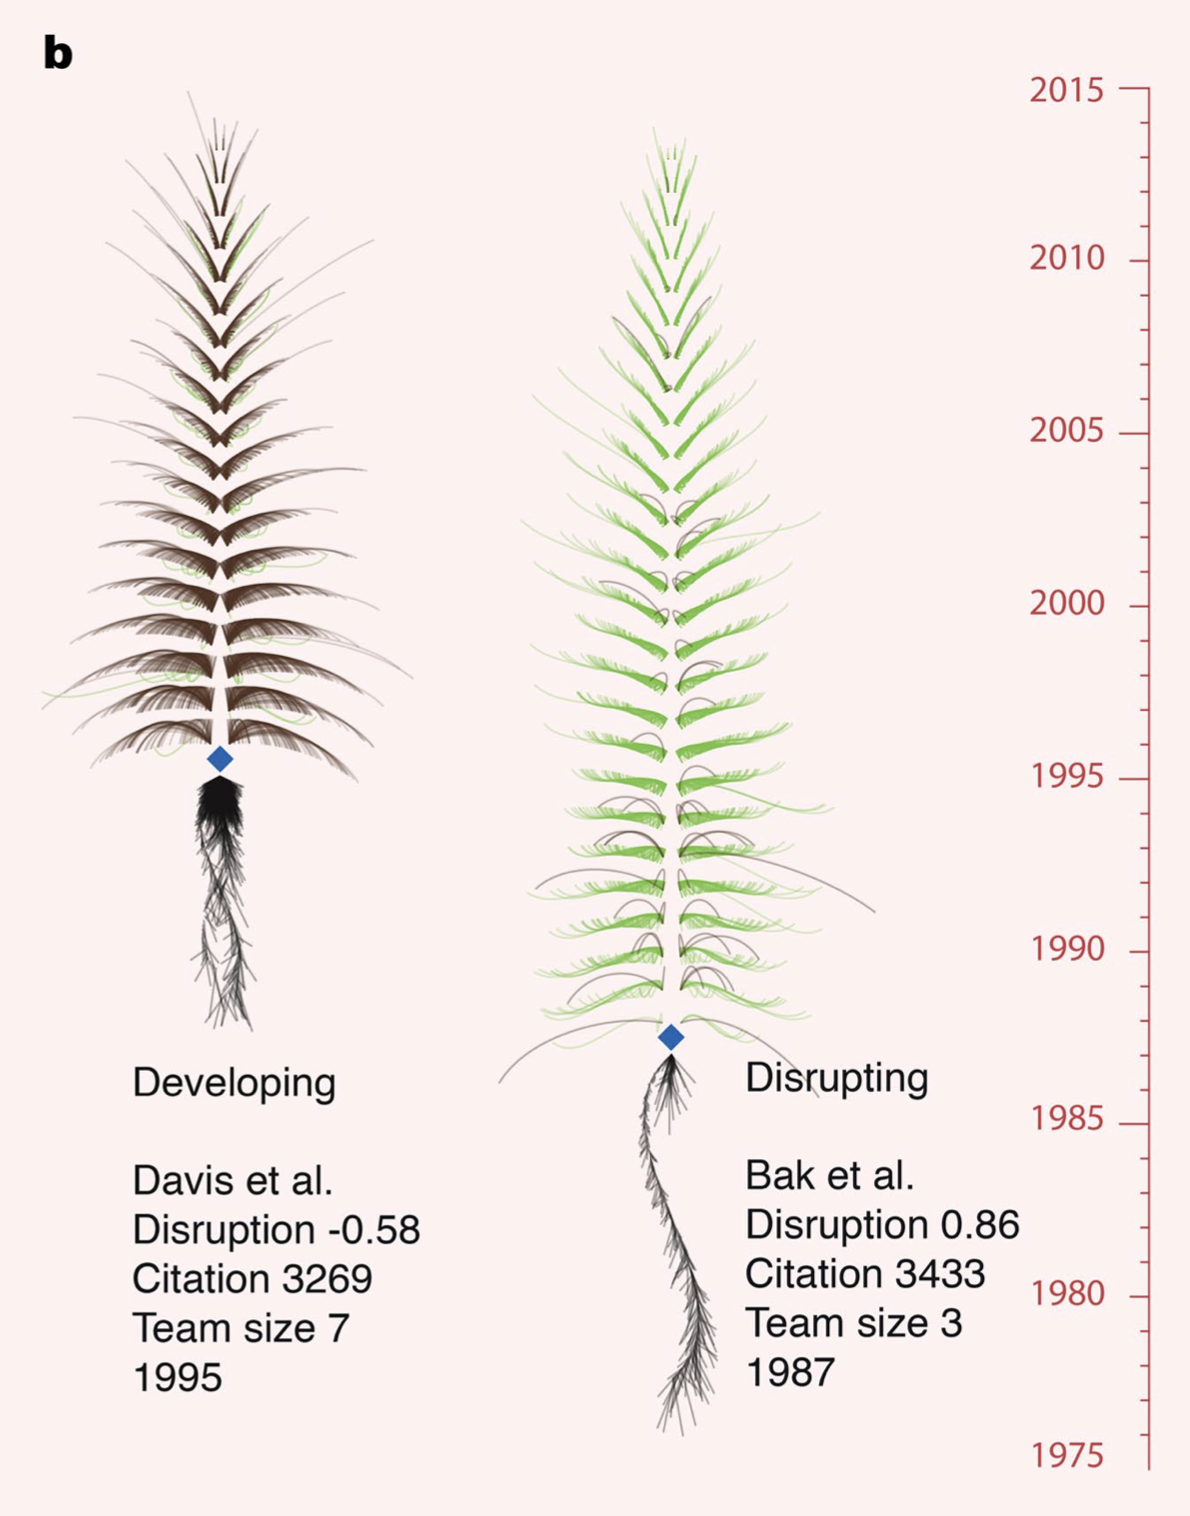 b
2015
2010
2005
2000
1995
1990
1985
1980
1975
Developing
Davis et al.
Disruption -0.58
Citation 3269
Team size 7
1995
Disrupting
Bak et al.
Disruption 0.86
Citation 3433
Team size 3
1987